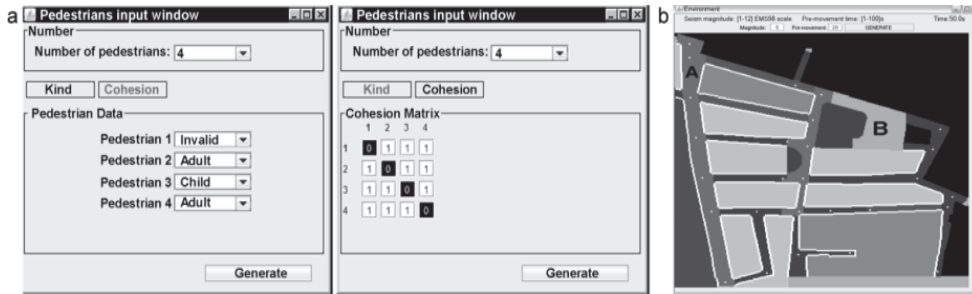 a
Pedestrians input window
Number
Number of pedestrians: 4
Kind Cohesion
Pedestrian Data
Pedestrian 1 Invalid
Pedestrian 2 Adult
Pedestrian 3 Child
Pedestrian 4 Adult
Generate
Pedestrians input window
Number
Number of pedestrians: 4
Kind Cohesion
Cohesion Matrix
1 2 3 4
1 0 1 1 1
2 1 0 1 1
3 1 1 0 1
4 1 1 1 0
Generate
b
Environment
Seism magnitude: [1-12] EMS98 scale Pre-movement time: [1-100]s Time:50.0s
Magnitude: Pre-movement: 20 GENERATE
A
B